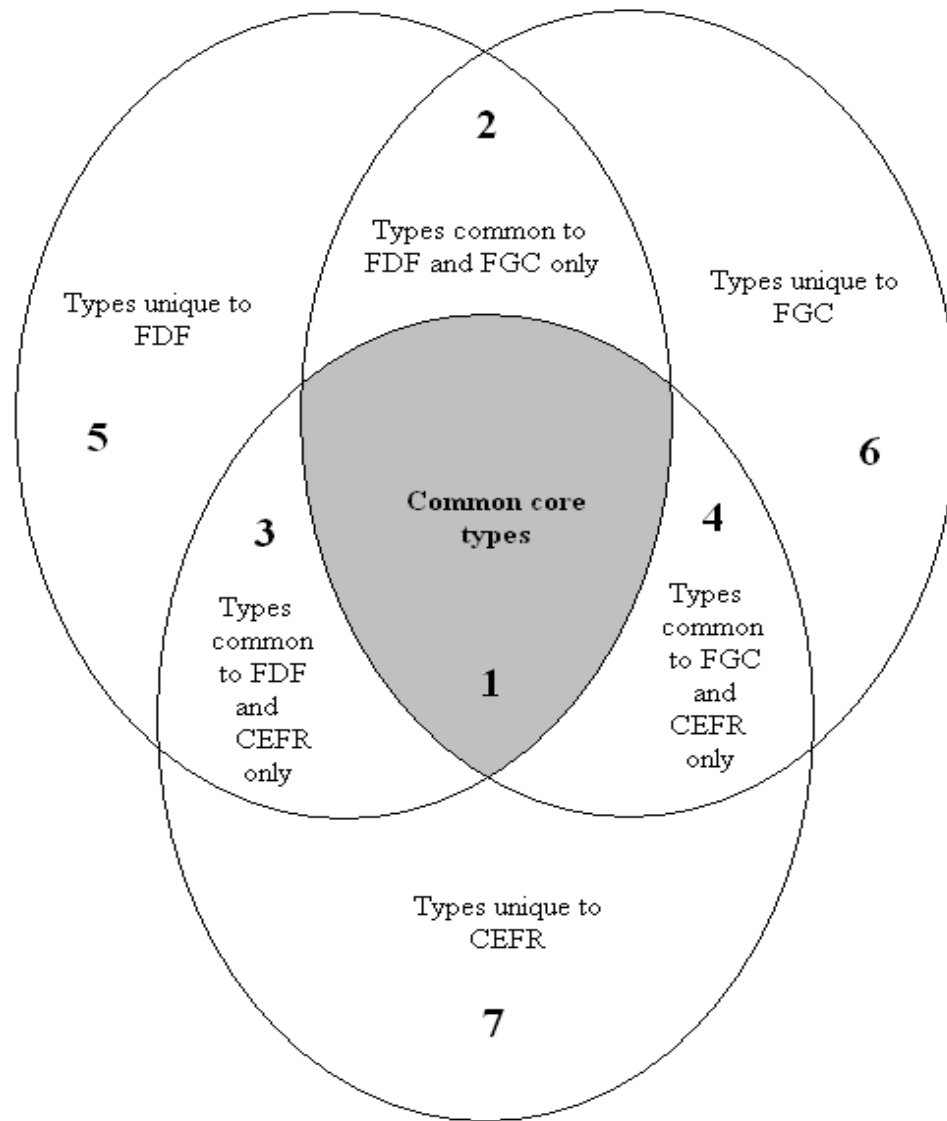 2
Types common to
FDF and FGC only
Types unique to
FDF
5
Types unique to
FGC
6
Common core
types
1
3
Types
common
to FDF
and
CEFR
only
4
Types
common
to FGC
and
CEFR
only
Types unique to
CEFR
7